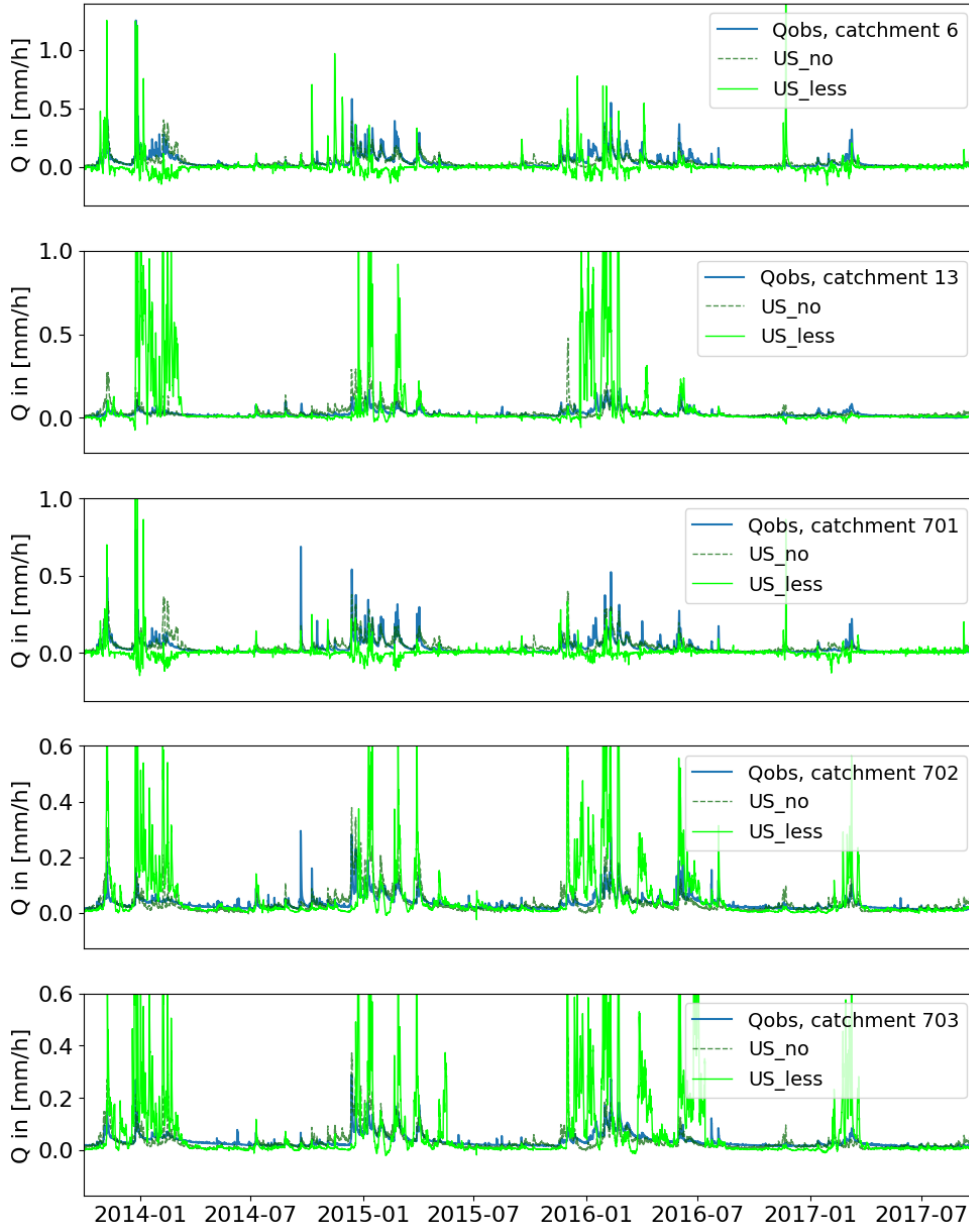 Q in [mm/h]
1.0
0.5
0.0
Qobs, catchment 6
US_no
US_less
Q in [mm/h]
1.0
0.5
0.0
Qobs, catchment 13
US_no
US_less
Q in [mm/h]
1.0
0.5
0.0
Qobs, catchment 701
US_no
US_less
Q in [mm/h]
0.6
0.4
0.2
0.0
Qobs, catchment 702
US_no
US_less
Q in [mm/h]
0.6
0.4
0.2
0.0
Qobs, catchment 703
US_no
US_less
2014-01 2014-07 2015-01 2015-07 2016-01 2016-07 2017-01 2017-07